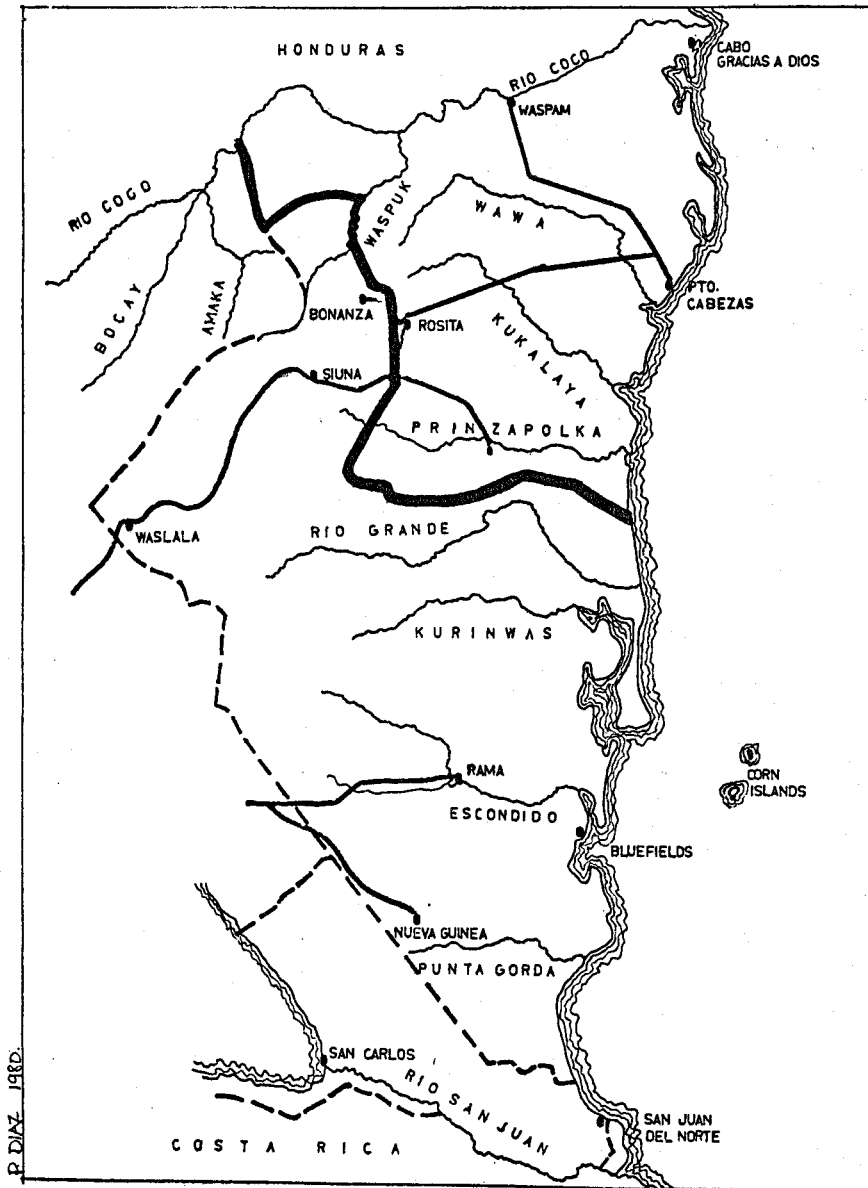 HONDURAS
CABO
GRACIAS A DIOS
RIO COCO
WASPAM
RIO COCO
WASPUK
WAWA
BOCAY
AMAKA
BONANZA
ROSITA
PTO.
CABEZAS
KUKALAYA
SIUNA
PRINZAPOLKA
WASLALA
RIO GRANDE
KURINWAS
RAMA
CORN
ISLANDS
ESCONDIDO
BLUEFIELDS
NUEVA GUINEA
PUNTA GORDA
SAN CARLOS
RIO SAN JUAN
SAN JUAN
DEL NORTE
COSTA RICA
P. DIAZ 1980.